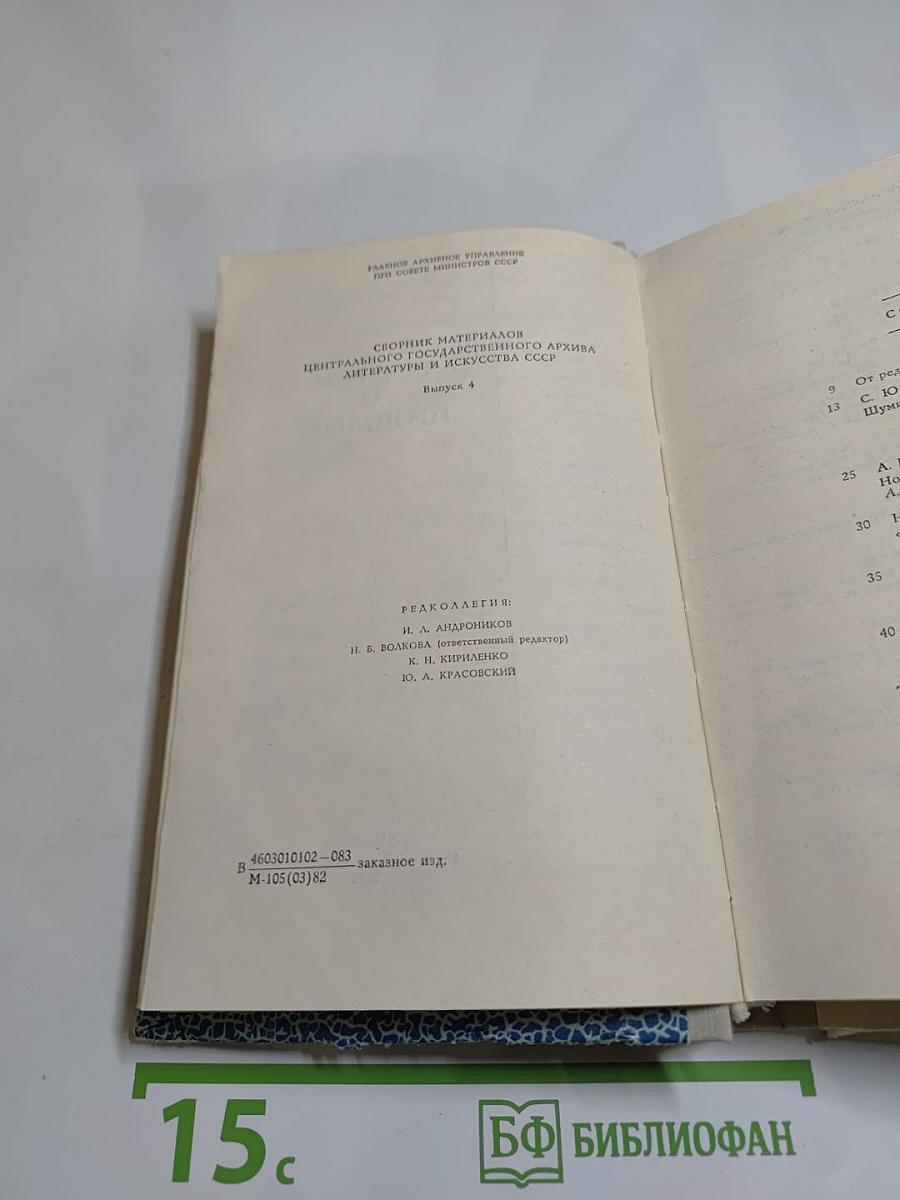 ГЛАВНОЕ АРХИВНОЕ УПРАВЛЕНИЕ
ПРИ СОВЕТЕ МИНИСТРОВ СССР
СБОРНИК МАТЕРИАЛОВ
ЦЕНТРАЛЬНОГО ГОСУДАРСТВЕННОГО АРХИВА
ЛИТЕРАТУРЫ И ИСКУССТВА СССР
Выпуск 4
РЕДКОЛЛЕГИЯ:
И. Л. АНДРОНИКОВ
Н. Б. ВОЛКОВА (ответственный редактор)
К. Н. КИРИЛЕНКО
Ю. А. КРАСОВСКИЙ
В 4603010102—083 заказное изд.
М-105(03)82
С
9 От ред
13 С. Ю
Шуми
25 А.
Но
А.
30
35
40
15 с
БФ БИБЛИОФАН